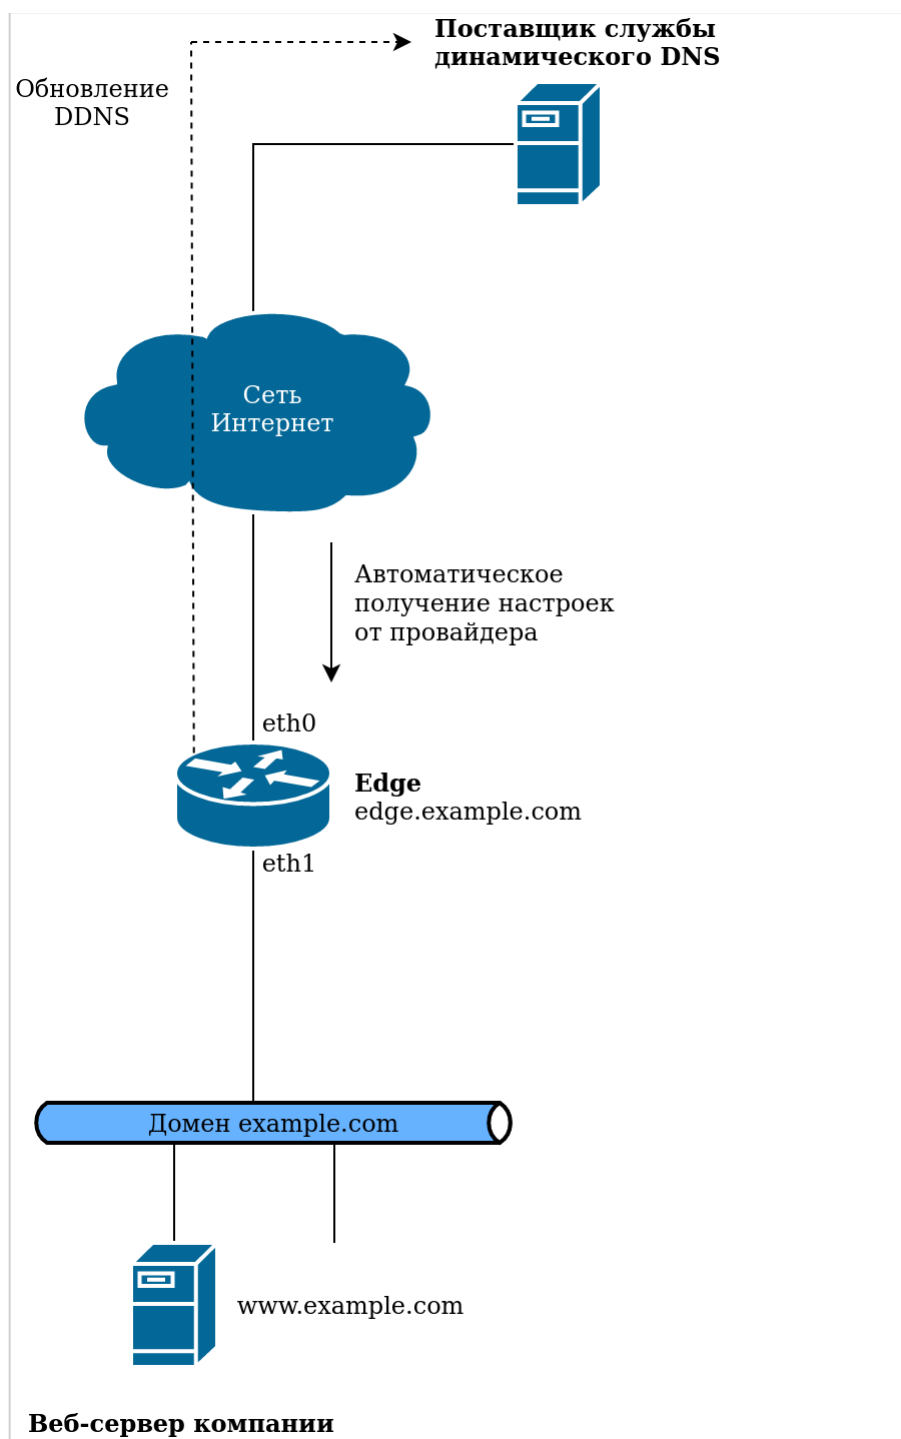 Поставщик службы
динамического DNS
Обновление
DDNS
Сеть
Интернет
Автоматическое
получение настроек
от провайдера
eth0
Edge
edge.example.com
eth1
Домен example.com
www.example.com
Веб-сервер компании